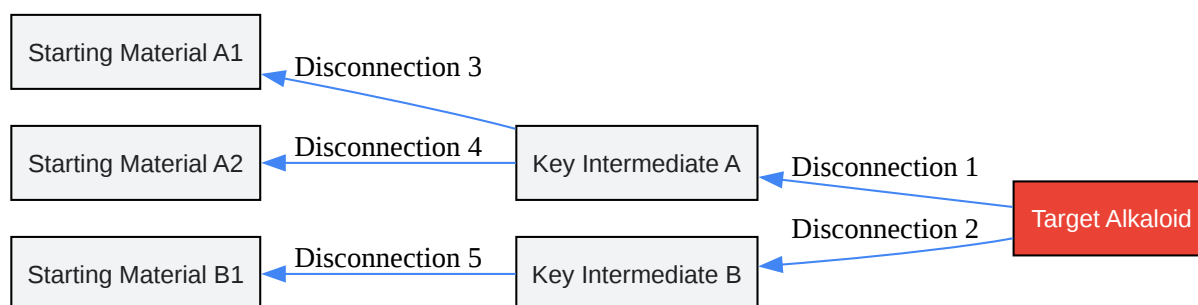 Starting Material A1
Disconnection 3
Starting Material A2
Disconnection 4
Key Intermediate A
Disconnection 1
Target Alkaloid
Disconnection 2
Starting Material B1
Disconnection 5
Key Intermediate B